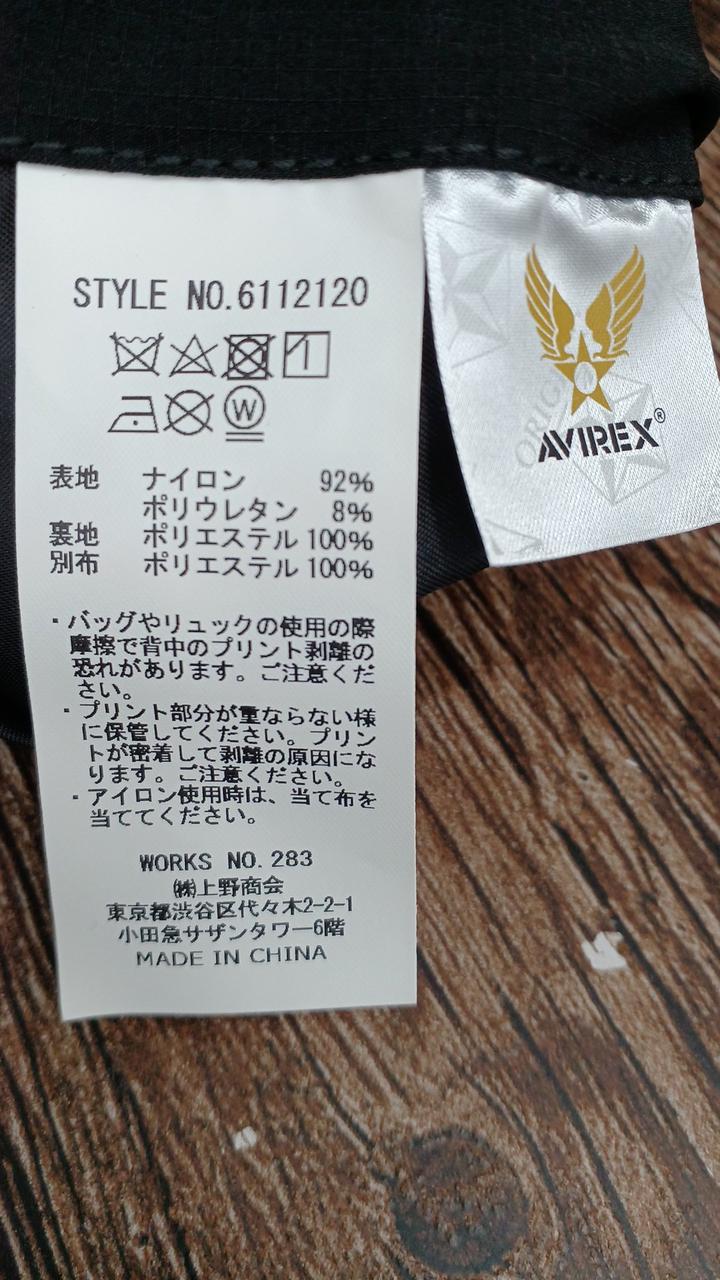 STYLE NO.6112120
W
表地 ナイロン 92%
ポリウレタン 8%
裏地 ポリエステル 100%
別布 ポリエステル 100%
・バッグやリュックの使用の際
摩擦で背中のプリント剥離の
恐れがあります。ご注意くだ
さい。
・プリント部分が重ならない様
に保管してください。プリン
トが密着して剥離の原因にな
ります。ご注意ください。
・アイロン使用時は、当て布を
当ててください。
WORKS NO. 283
㈱上野商会
東京都渋谷区代々木2-2-1
小田急サザンタワー6階
MADE IN CHINA
AVIREX®